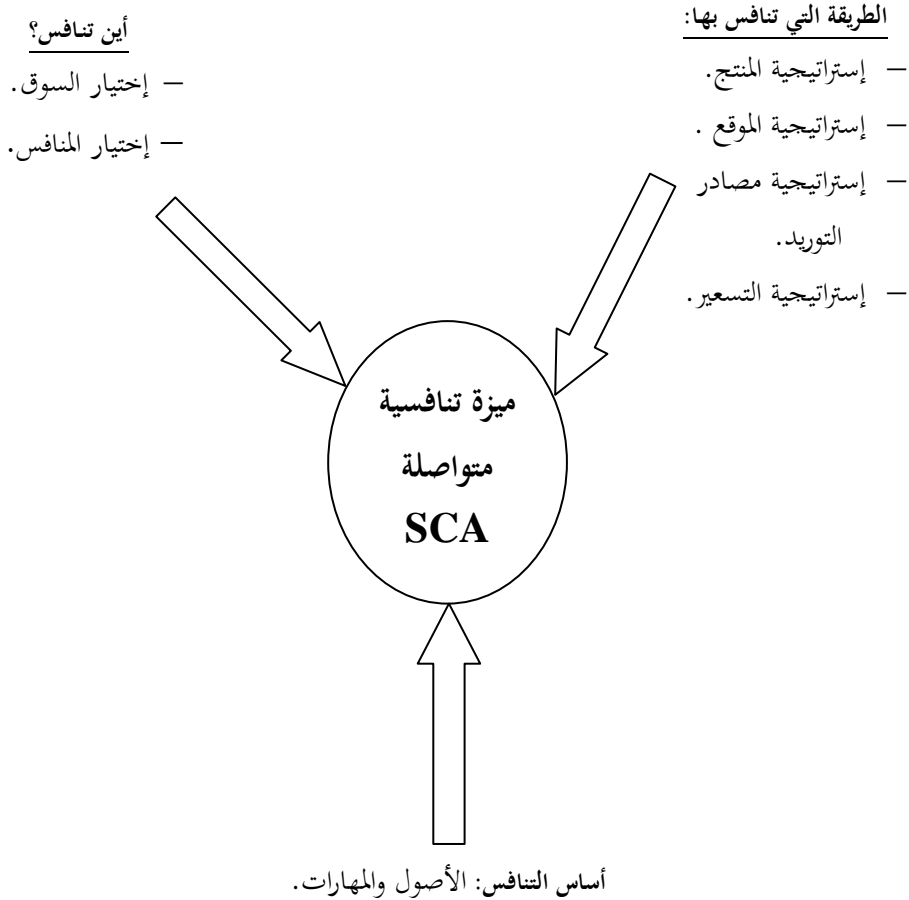 الطريقة التي تنافس بها:
– إستراتيجية المنتج.
– إستراتيجية الموقع .
– إستراتيجية مصادر
التوريد.
– إستراتيجية التسعير.
أين تنافس؟
– إختيار السوق.
– إختيار المنافس.
ميزة تنافسية
متواصلة
SCA
أساس التنافس: الأصول والمهارات.